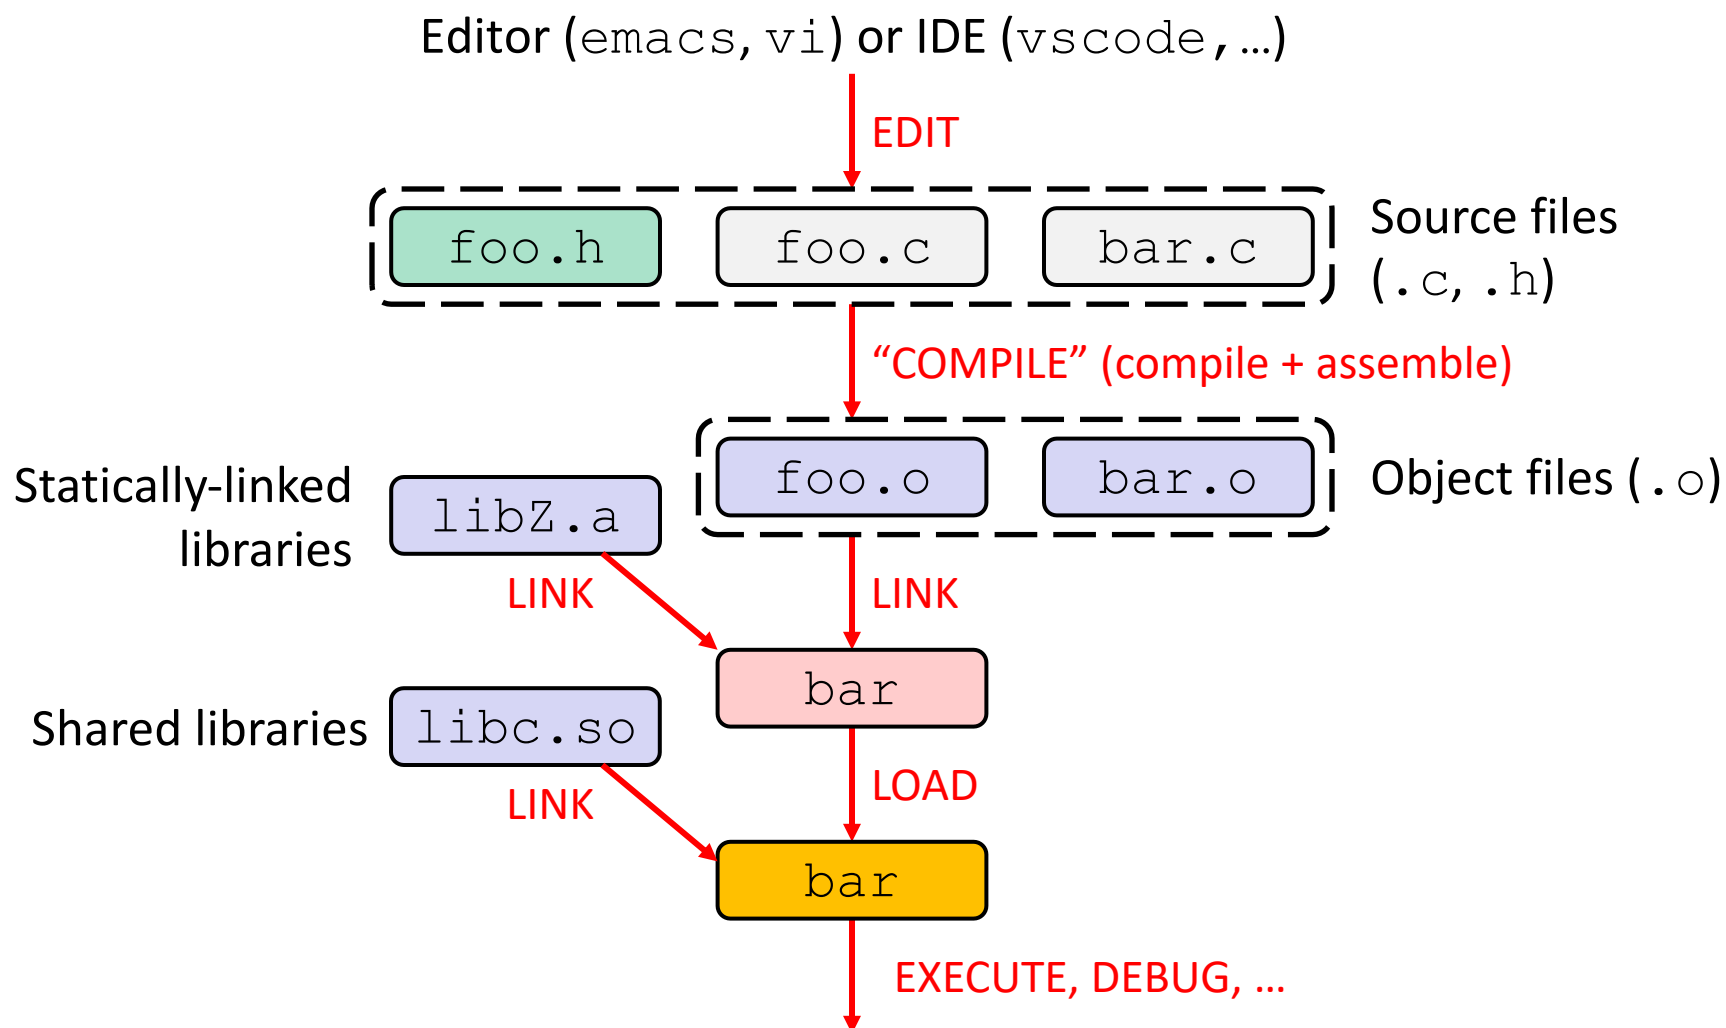 Editor (emacs, vi) or IDE (vscode, …)
EDIT
foo.h
foo.c
bar.c
Source files
(.c, .h)
“COMPILE” (compile + assemble)
Statically-linked
libraries
libZ.a
foo.o
bar.o
Object files (.o)
LINK
LINK
bar
Shared libraries
libc.so
LINK
LOAD
bar
EXECUTE, DEBUG, …